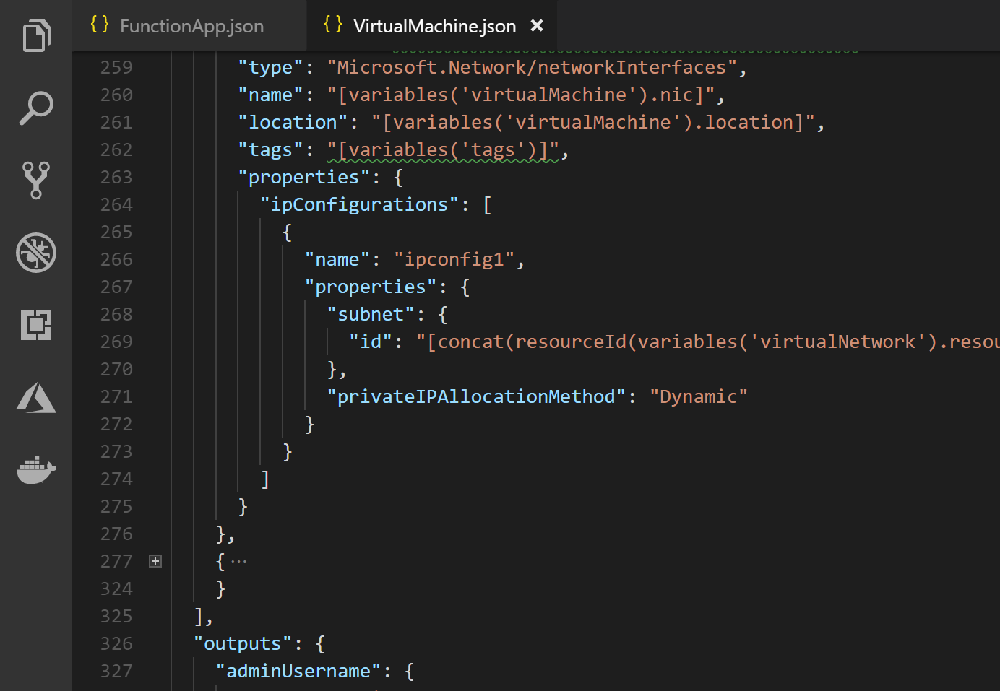 { } FunctionApp.json { } VirtualMachine.json ×
259 "type": "Microsoft.Network/networkInterfaces",
260 "name": "[variables('virtualMachine').nic]",
261 "location": "[variables('virtualMachine').location]",
262 "tags": "[variables('tags')]",
263 "properties": {
264 "ipConfigurations": [
265 {
266 "name": "ipconfig1",
267 "properties": {
268 "subnet": {
269 "id": "[concat(resourceId(variables('virtualNetwork').resou
270 },
271 "privateIPAllocationMethod": "Dynamic"
272 }
273 }
274 ]
275 }
276 },
277 { ...
324 }
325 ],
326 "outputs": {
327 "adminUsername": {